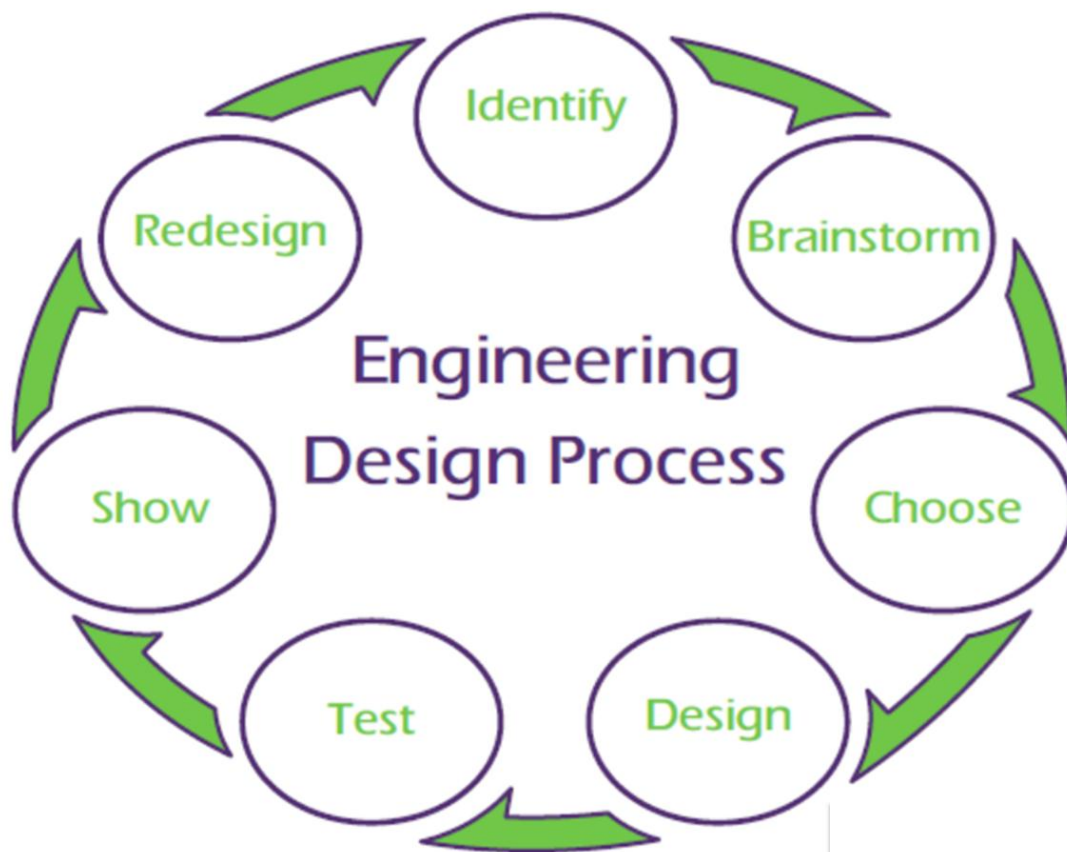 Identify
Brainstorm
Choose
Design
Test
Show
Redesign
Engineering
Design Process